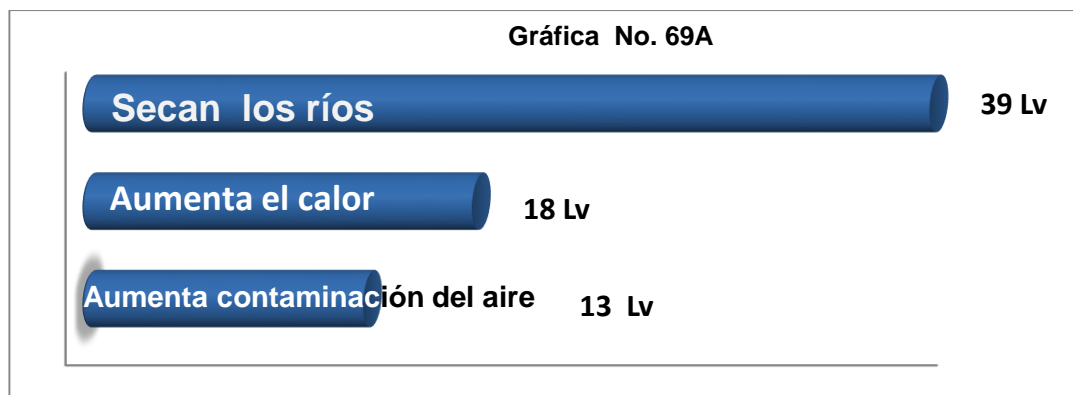 Gráfica No. 69A
Secan los ríos
39 Lv
Aumenta el calor
18 Lv
Aumenta contaminación del aire
13 Lv